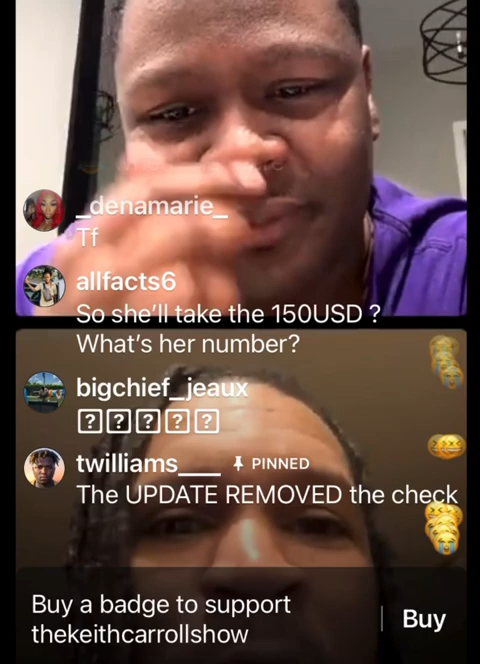 _denamarie_
Tf
allfacts6
So she'll take the 150USD ?
What's her number?
bigchief_jeaux
twilliams___ PINNED
The UPDATE REMOVED the check
Buy a badge to support
thekeithcarrollshow
Buy